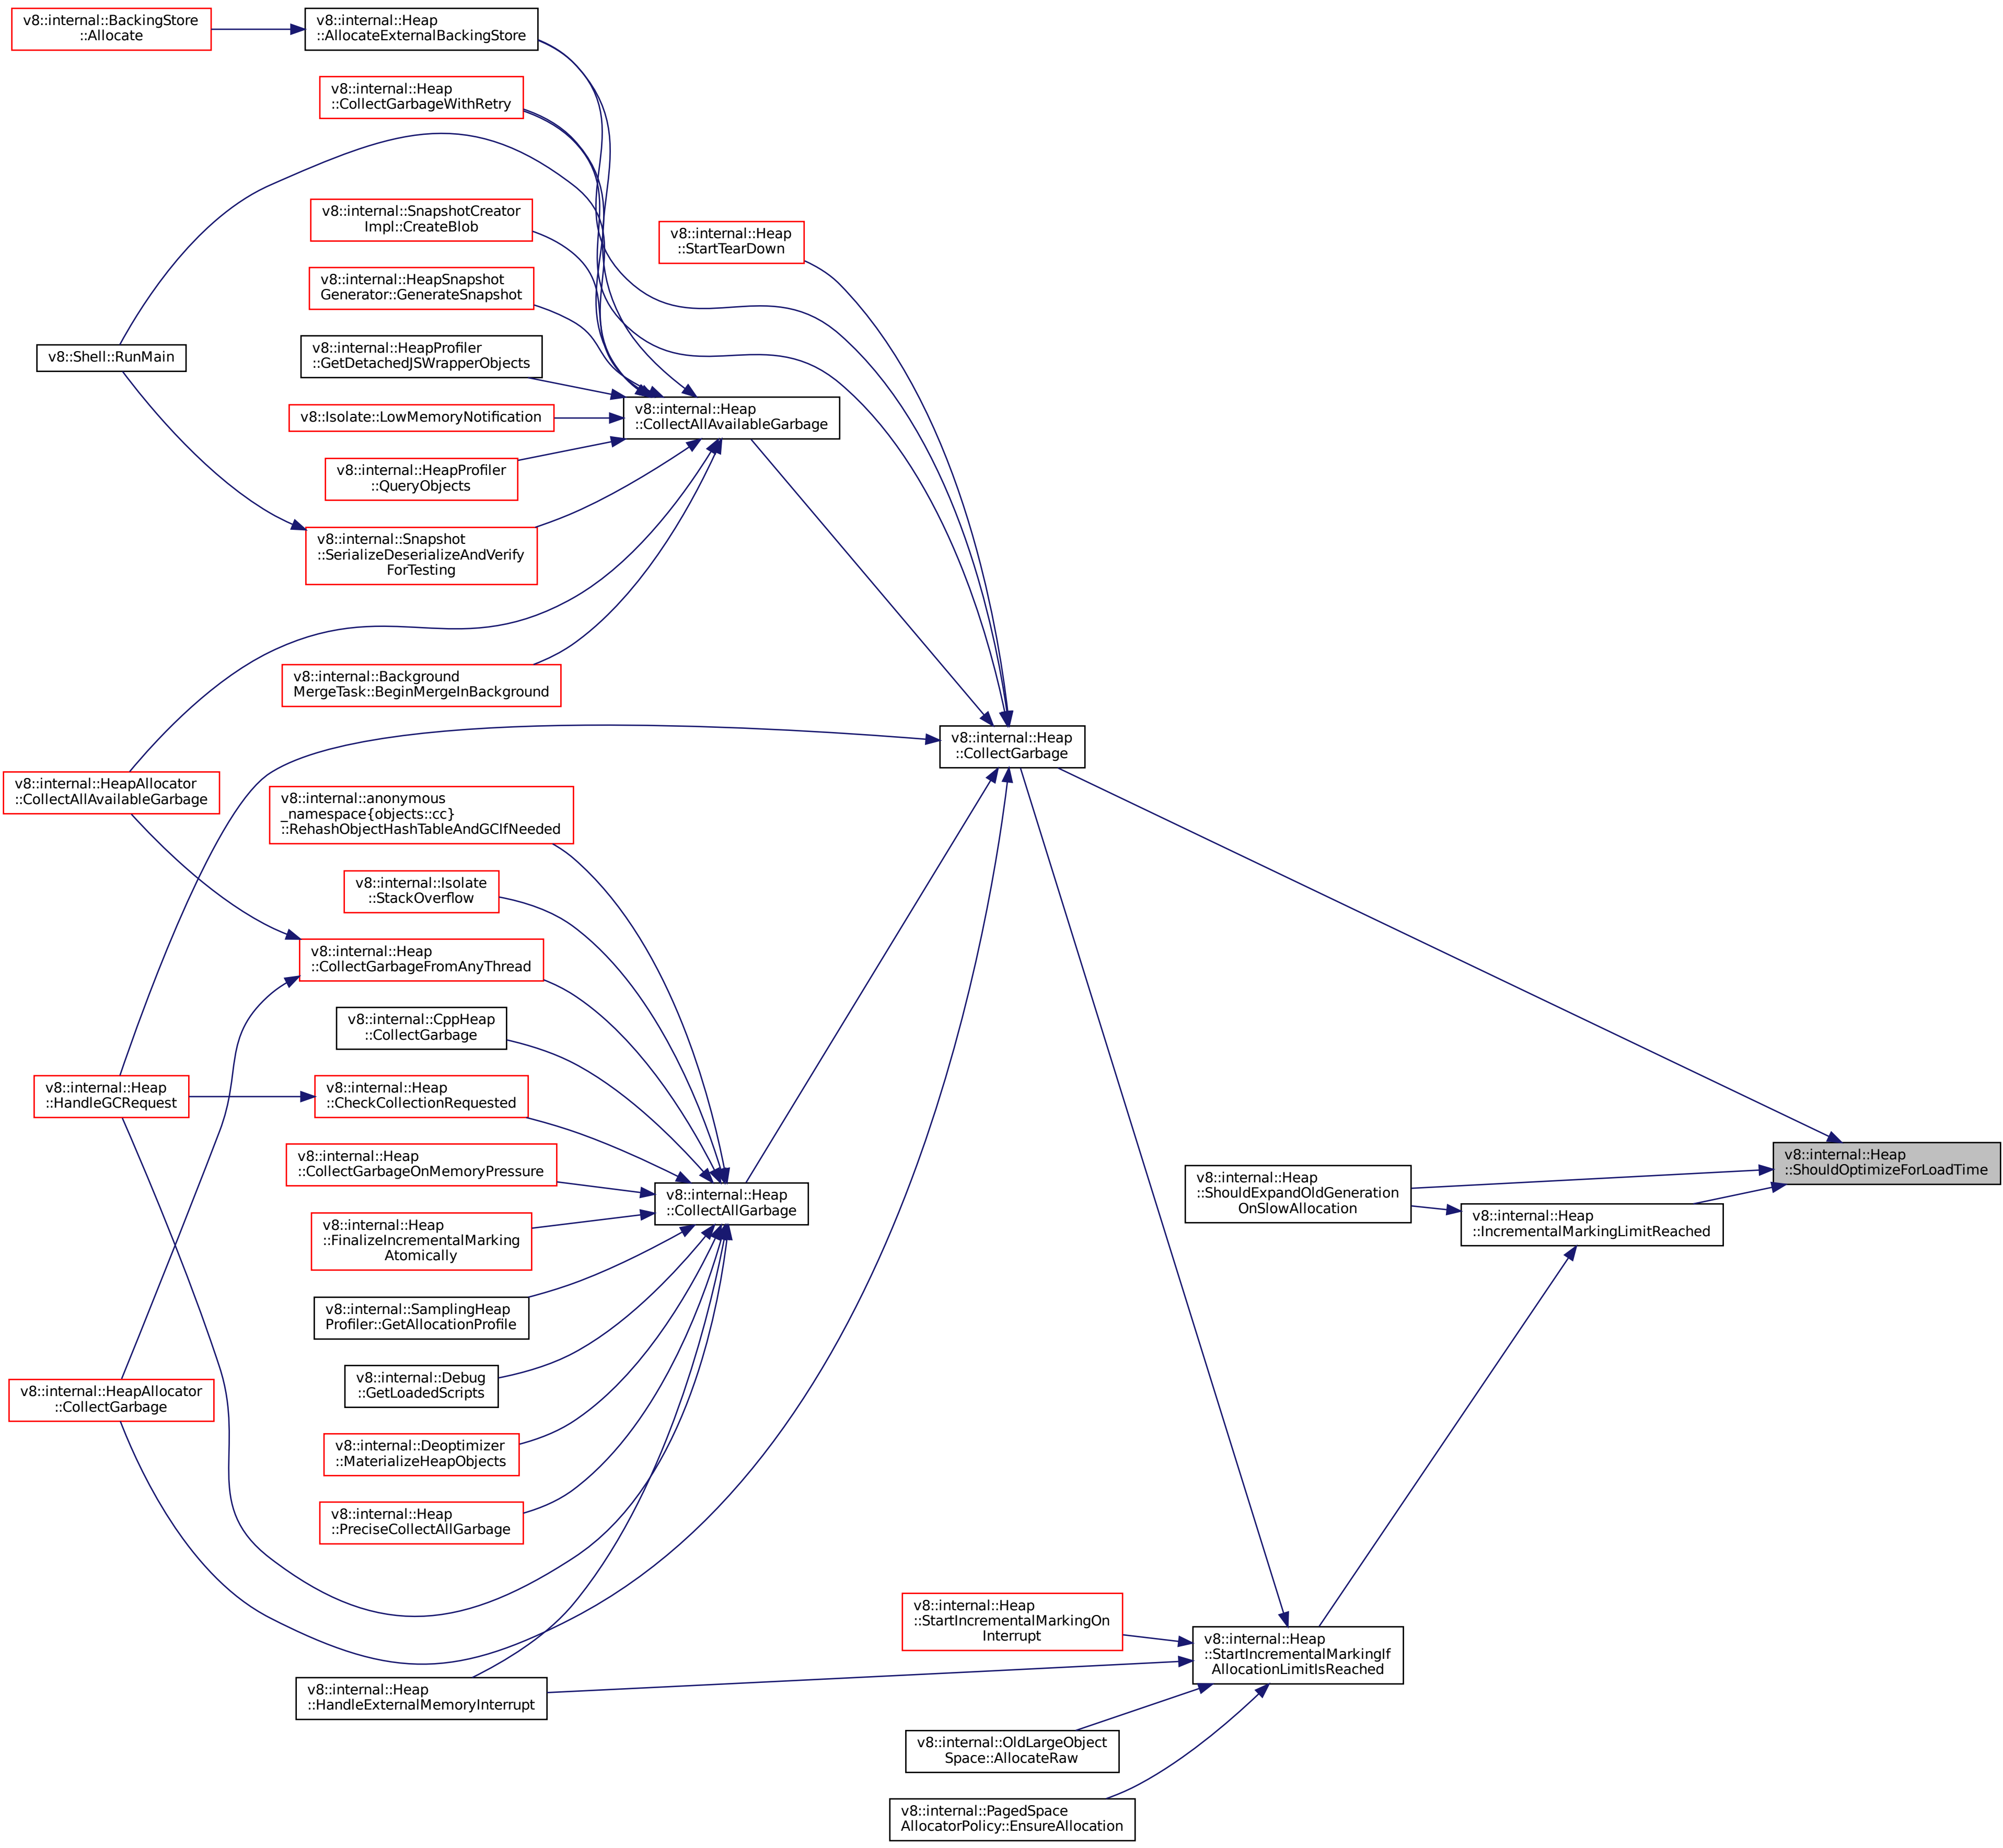 v8::internal::BackingStore
::Allocate
v8::internal::Heap
::AllocateExternalBackingStore
v8::internal::Heap
::CollectGarbageWithRetry
v8::internal::SnapshotCreator
Impl::CreateBlob
v8::internal::Heap
::StartTearDown
v8::internal::HeapSnapshot
Generator::GenerateSnapshot
v8::Shell::RunMain
v8::internal::HeapProfiler
::GetDetachedJSWrapperObjects
v8::Isolate::LowMemoryNotification
v8::internal::Heap
::CollectAllAvailableGarbage
v8::internal::HeapProfiler
::QueryObjects
v8::internal::Snapshot
::SerializeDeserializeAndVerify
ForTesting
v8::internal::Background
MergeTask::BeginMergeInBackground
v8::internal::Heap
::CollectGarbage
v8::internal::HeapAllocator
::CollectAllAvailableGarbage
v8::internal::anonymous
_namespace{objects::cc}
::RehashObjectHashTableAndGCIfNeeded
v8::internal::Isolate
::StackOverflow
v8::internal::Heap
::CollectGarbageFromAnyThread
v8::internal::CppHeap
::CollectGarbage
v8::internal::Heap
::HandleGCRequest
v8::internal::Heap
::CheckCollectionRequested
v8::internal::Heap
::CollectGarbageOnMemoryPressure
v8::internal::Heap
::ShouldOptimizeForLoadTime
v8::internal::Heap
::ShouldExpandOldGeneration
OnSlowAllocation
v8::internal::Heap
::CollectAllGarbage
v8::internal::Heap
::IncrementalMarkingLimitReached
v8::internal::Heap
::FinalizeIncrementalMarking
Atomically
v8::internal::SamplingHeap
Profiler::GetAllocationProfile
v8::internal::Debug
::GetLoadedScripts
v8::internal::HeapAllocator
::CollectGarbage
v8::internal::Deoptimizer
::MaterializeHeapObjects
v8::internal::Heap
::PreciseCollectAllGarbage
v8::internal::Heap
::StartIncrementalMarkingOn
Interrupt
v8::internal::Heap
::StartIncrementalMarkingIf
AllocationLimitIsReached
v8::internal::Heap
::HandleExternalMemoryInterrupt
v8::internal::OldLargeObject
Space::AllocateRaw
v8::internal::PagedSpace
AllocatorPolicy::EnsureAllocation